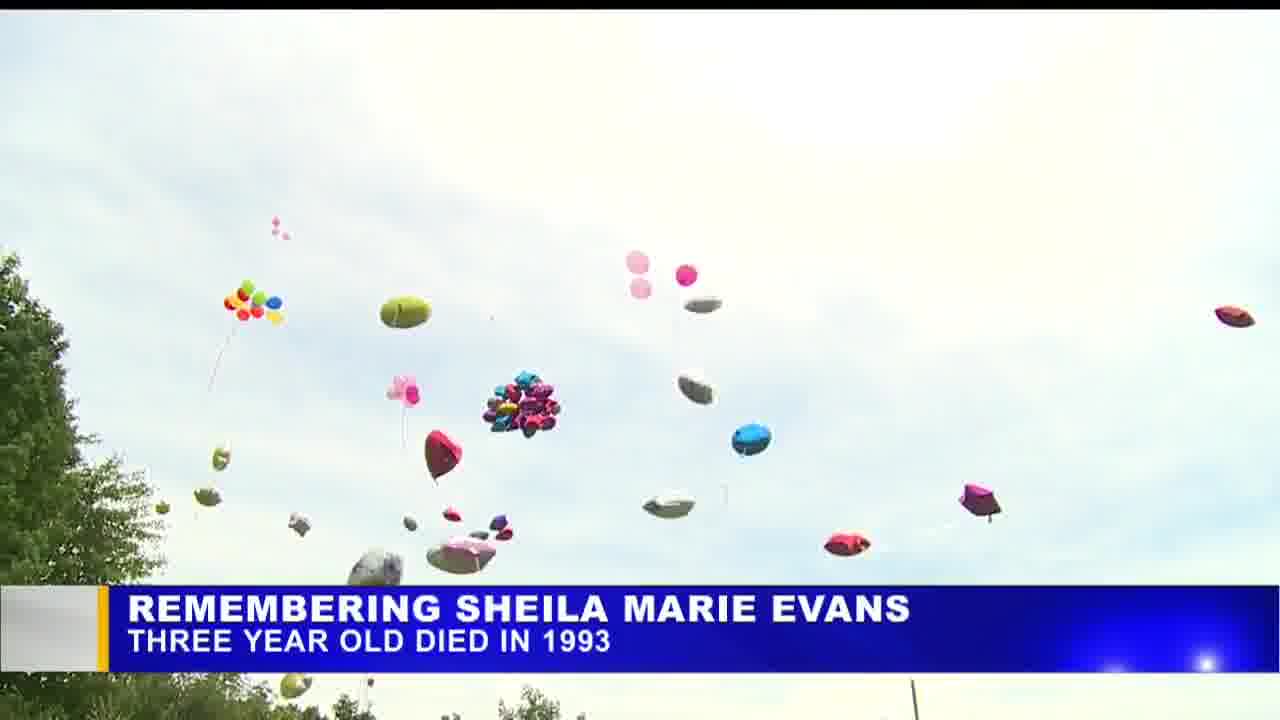 REMEMBERING SHEILA MARIE EVANS
THREE YEAR OLD DIED IN 1993